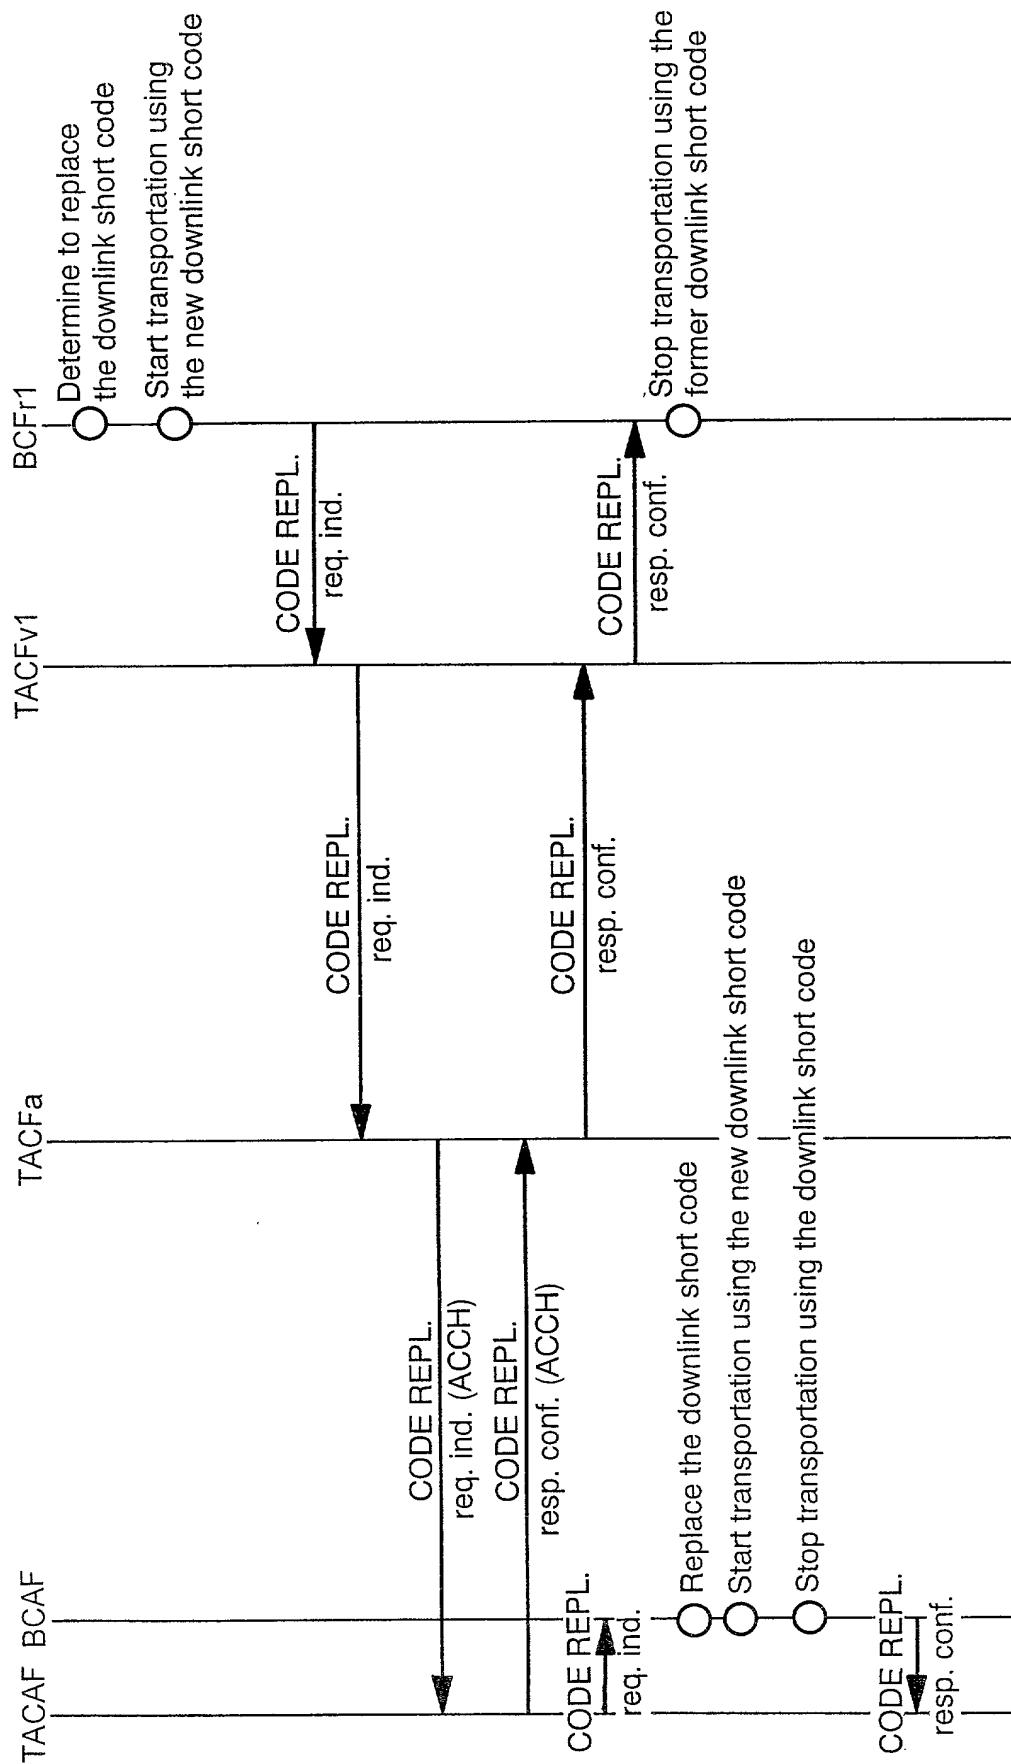 TACAF BCAF
TACFa
TACFv1
BCFr1
Determine to replace
the downlink short code
Start transportation using
the new downlink short code
CODE REPL.
req. ind.
CODE REPL.
req. ind.
CODE REPL.
req. ind. (ACCH)
CODE REPL.
resp. conf. (ACCH)
CODE REPL.
resp. conf.
CODE REPL.
resp. conf.
CODE REPL.
req. ind.
Stop transportation using the
former downlink short code
Replace the downlink short code
Start transportation using the new downlink short code
Stop transportation using the downlink short code
CODE REPL.
resp. conf.